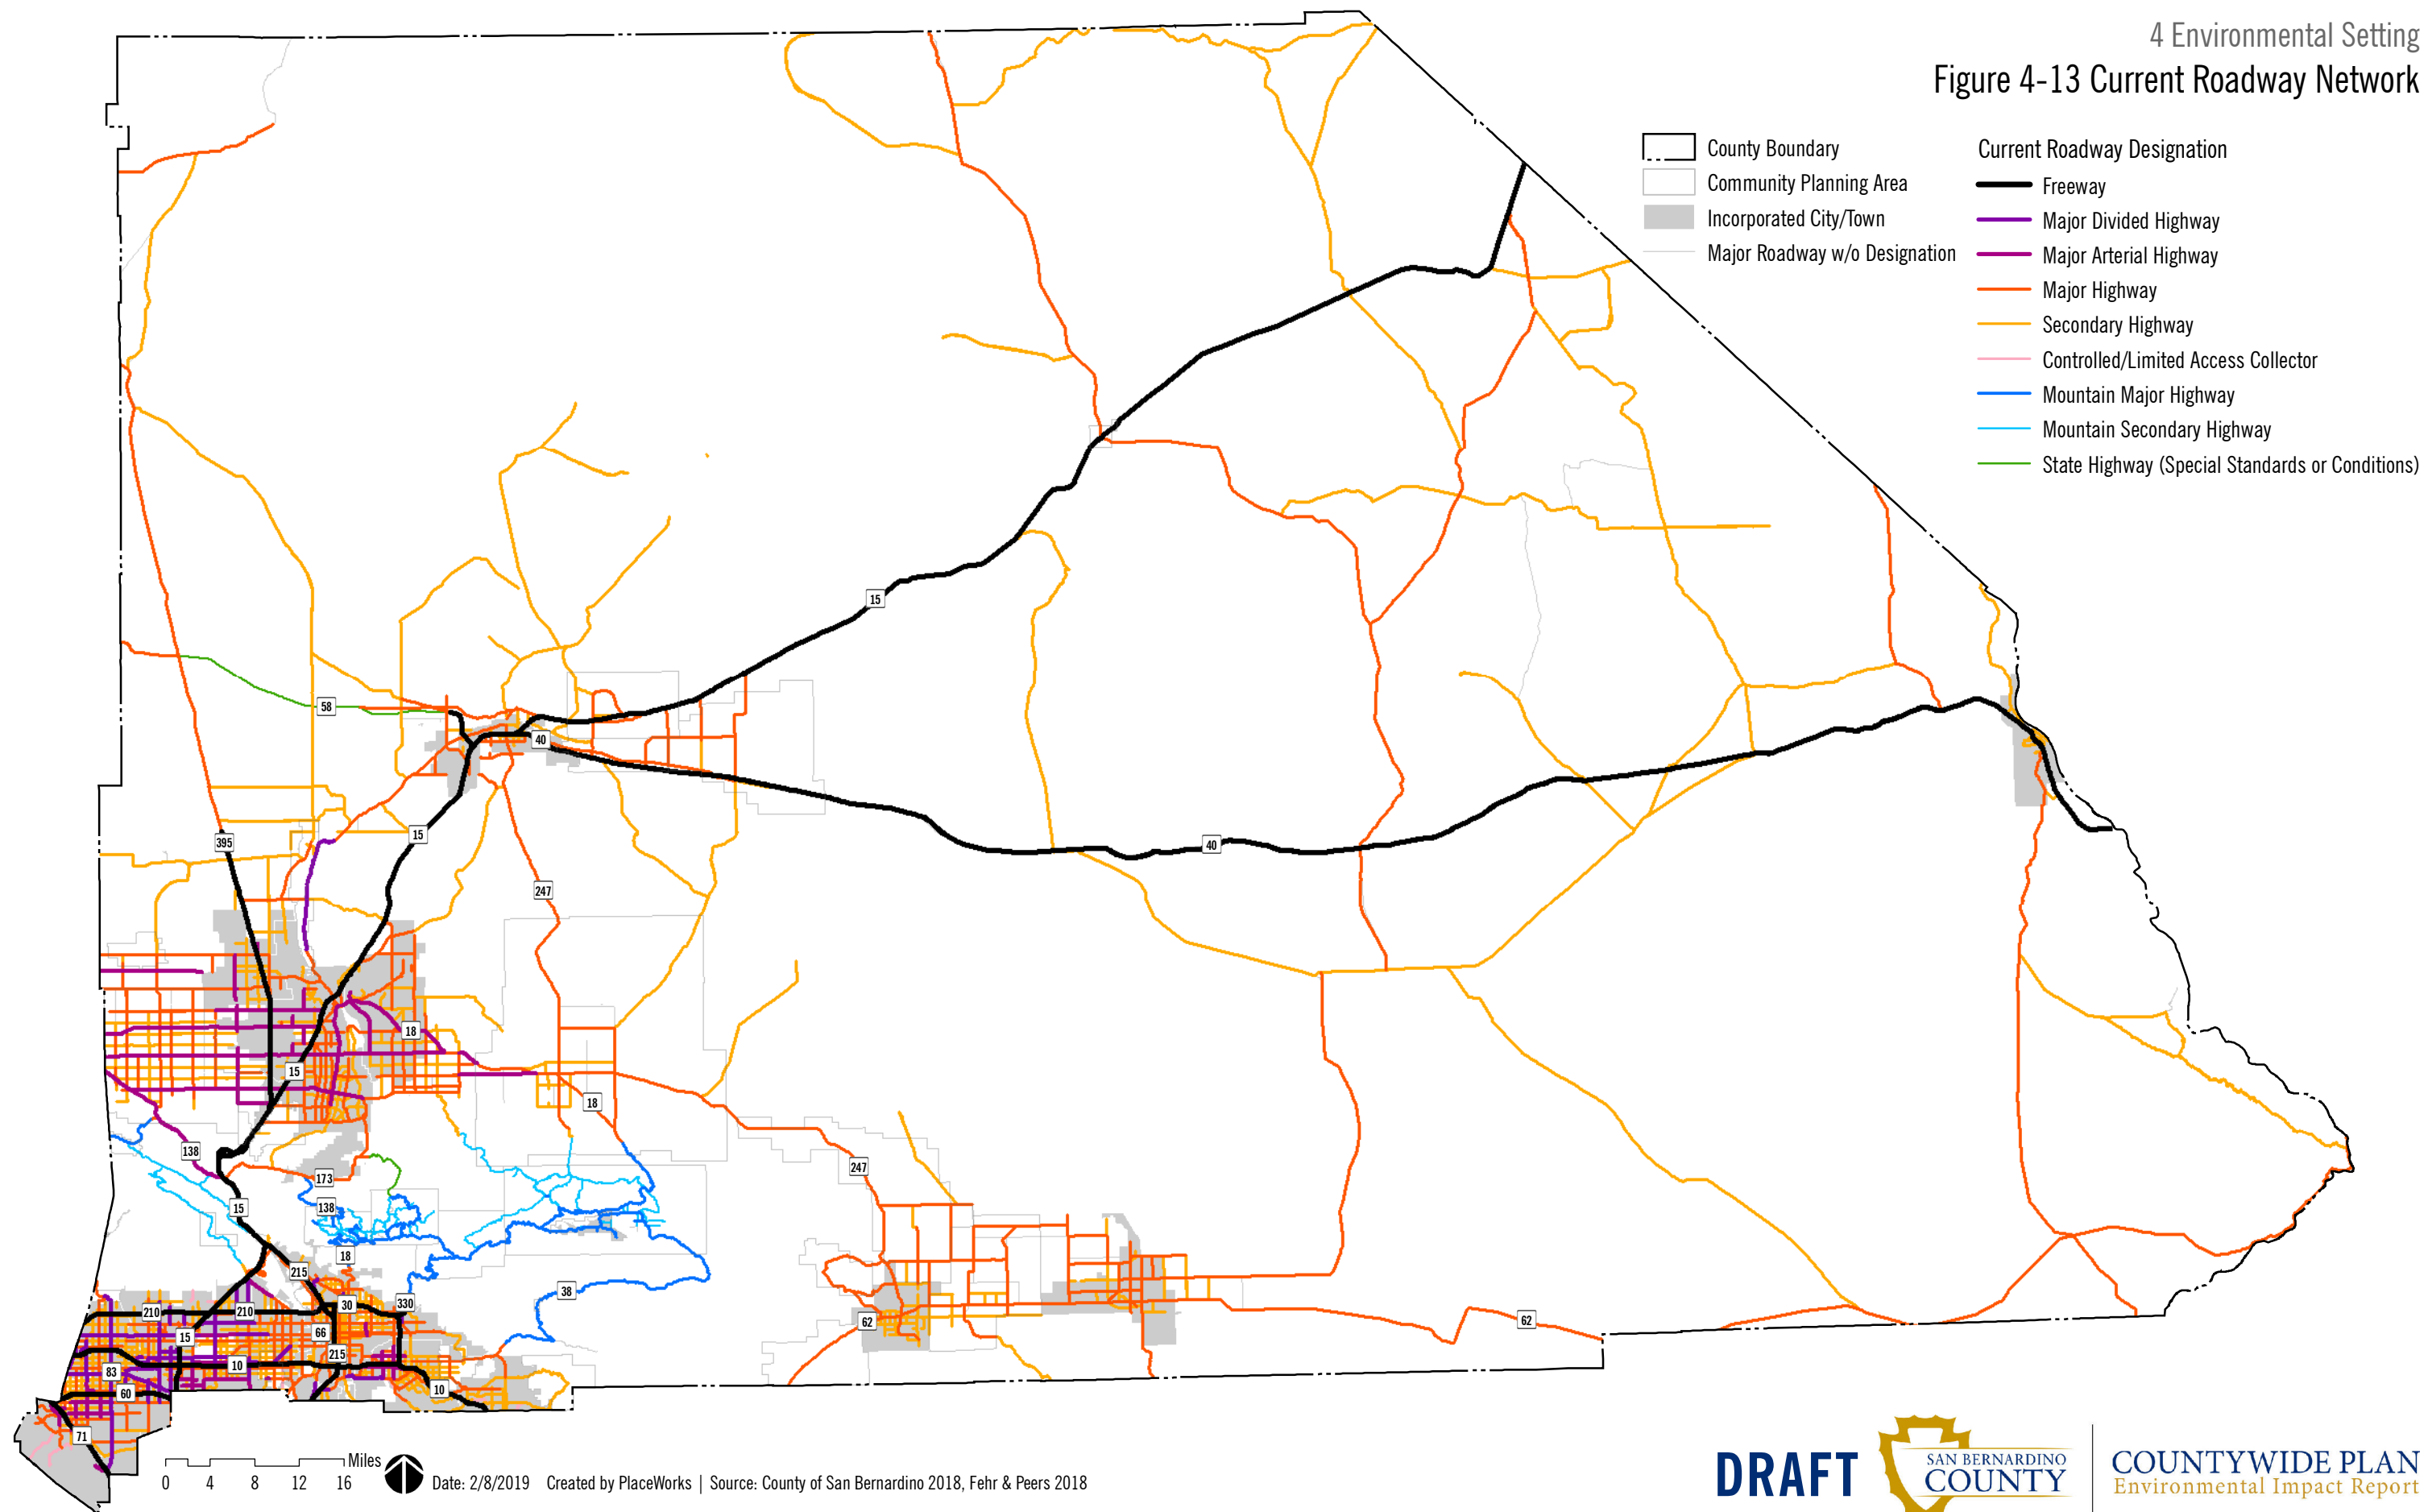 4 Environmental Setting
Figure 4-13 Current Roadway Network
County Boundary
Community Planning Area
Incorporated City/Town
Major Roadway w/o Designation
Current Roadway Designation
Freeway
Major Divided Highway
Major Arterial Highway
Major Highway
Secondary Highway
Controlled/Limited Access Collector
Mountain Major Highway
Mountain Secondary Highway
State Highway (Special Standards or Conditions)
15
58
40
395
15
40
247
18
15
18
138
247
173
15
138
18
215
38
210
210
30
330
62
62
15
66
215
10
83
60
10
71
Miles
0 4 8 12 16
Date: 2/8/2019 Created by PlaceWorks | Source: County of San Bernardino 2018, Fehr & Peers 2018
DRAFT
SAN BERNARDINO
COUNTY
COUNTYWIDE PLAN
Environmental Impact Report